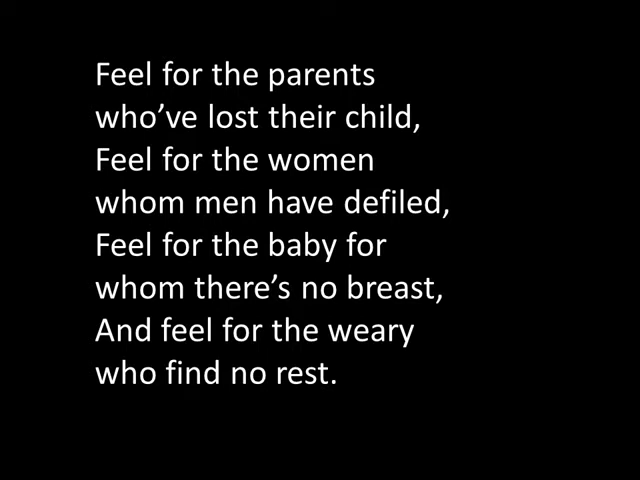 Feel for the parents
who’ve lost their child,
Feel for the women
whom men have defiled,
Feel for the baby for
whom there’s no breast,
And feel for the weary
who find no rest.